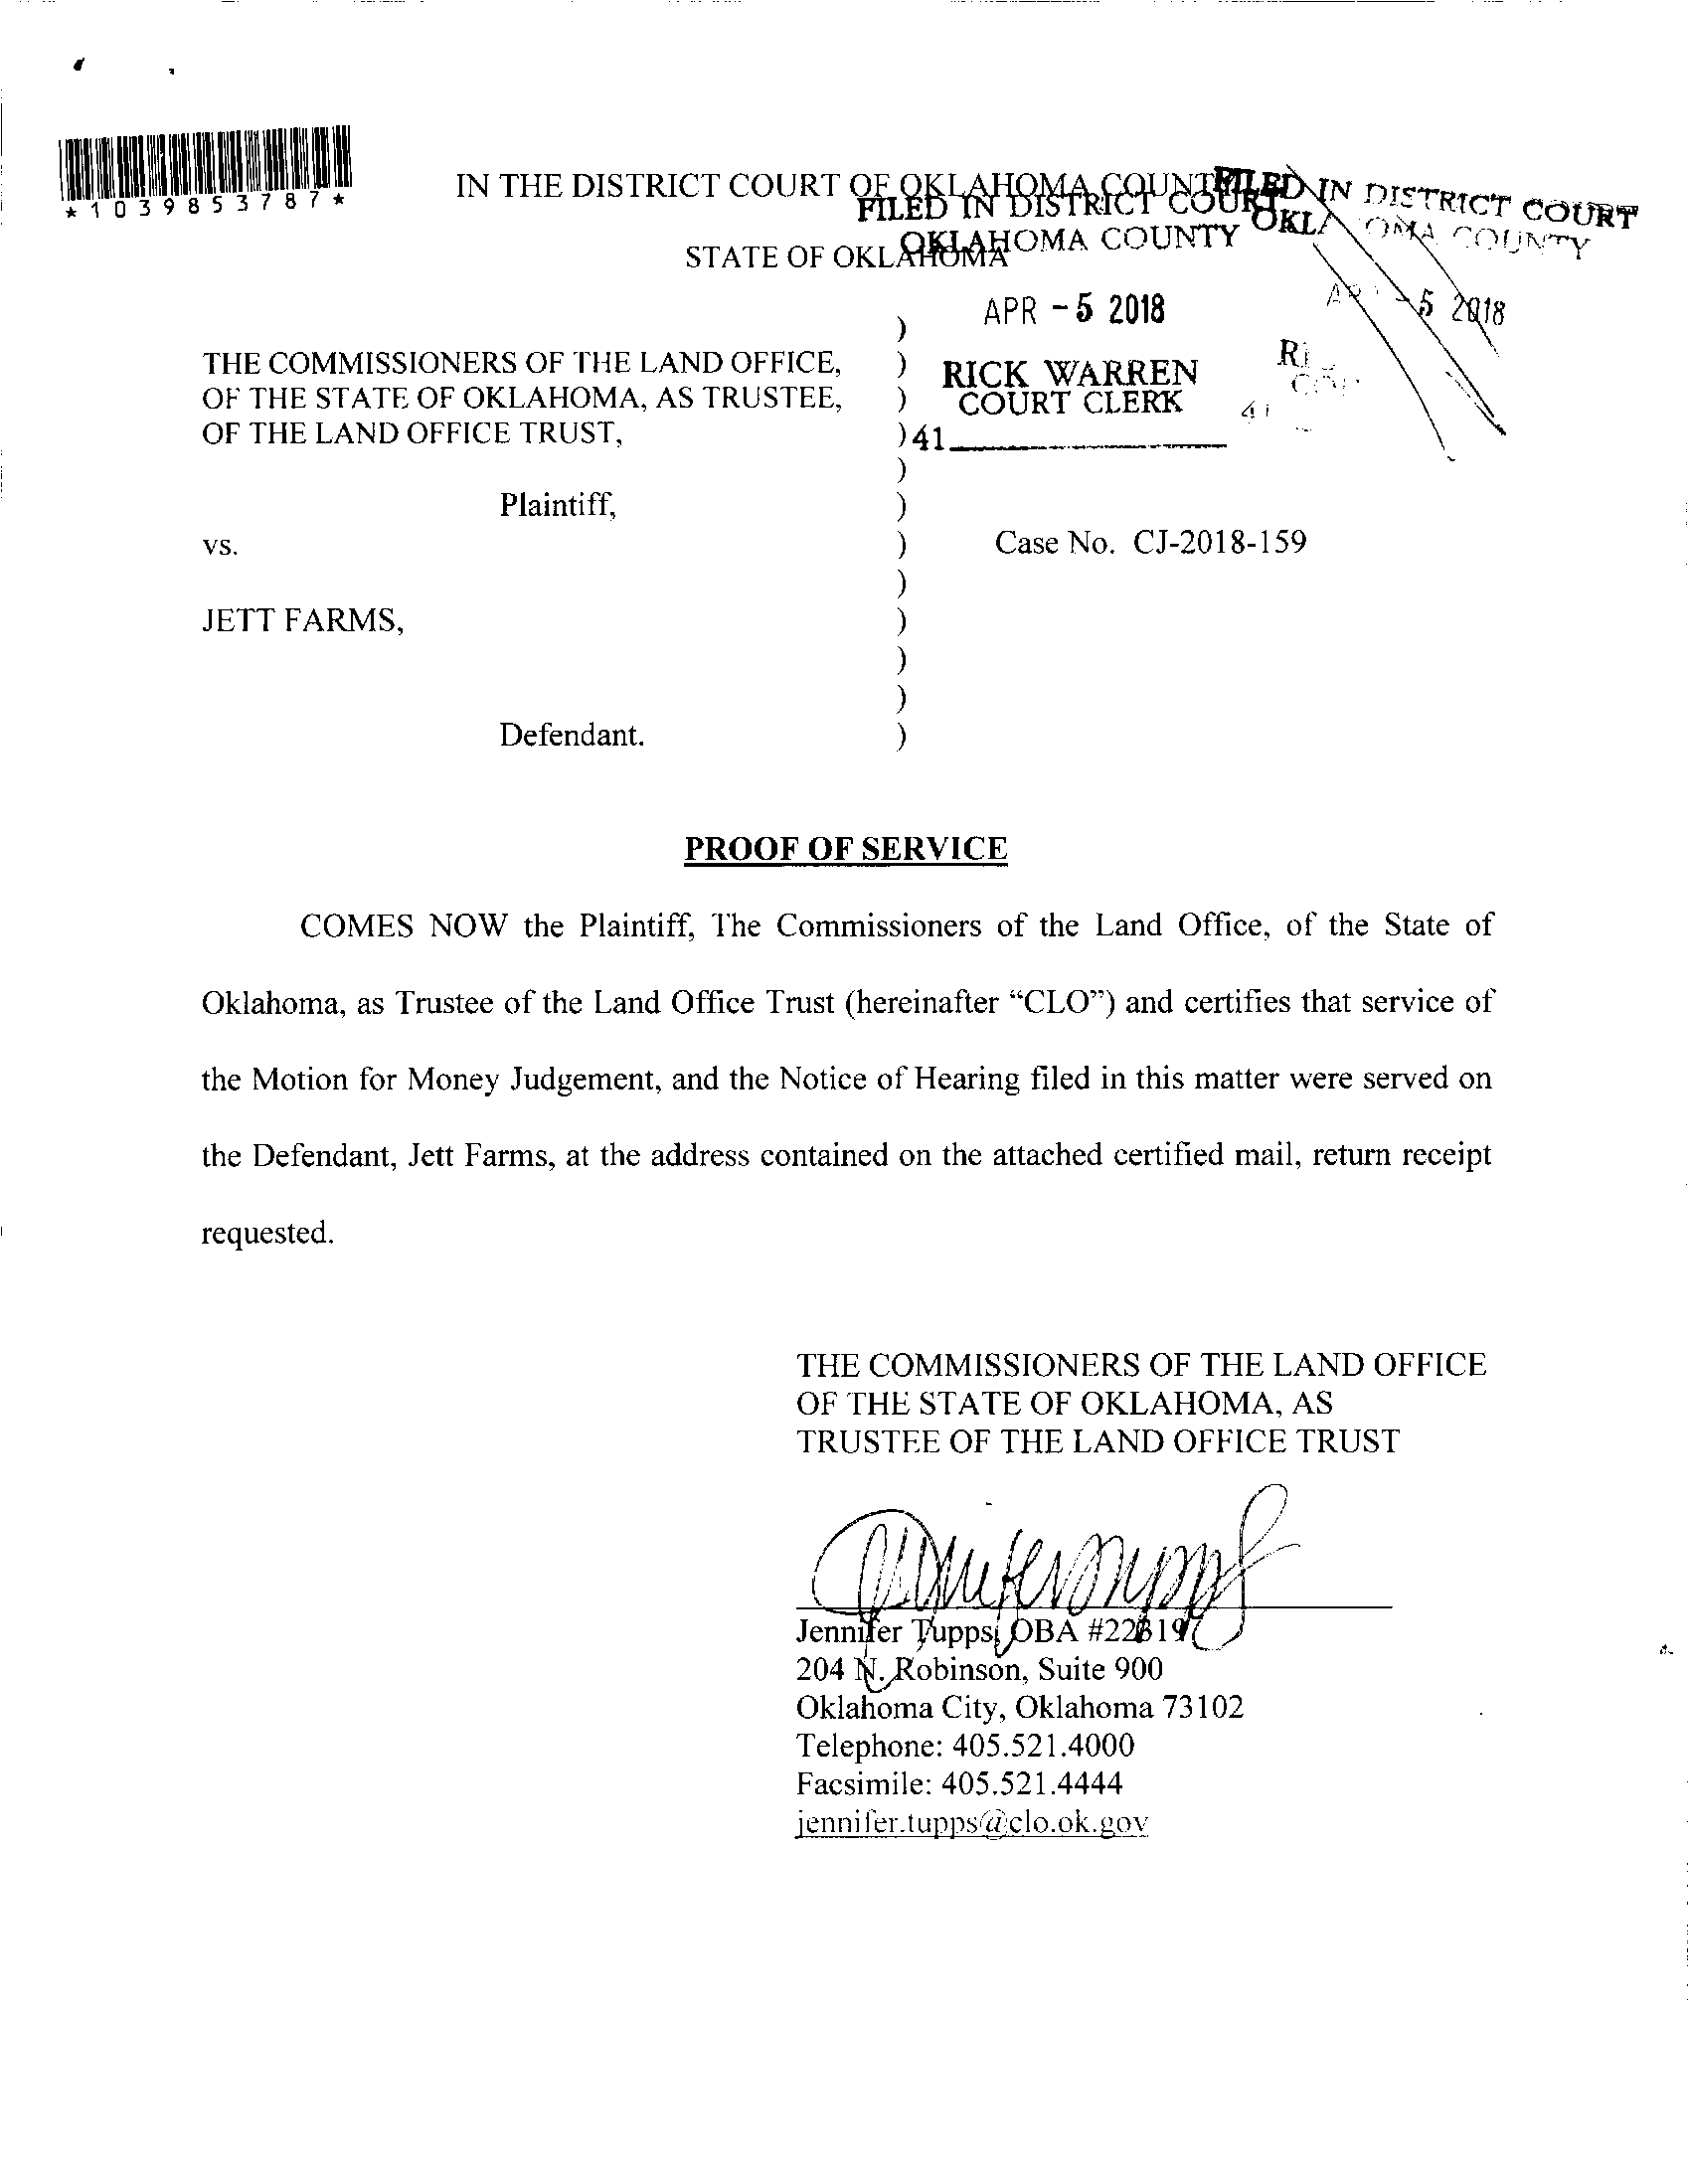 *1039853787*
IN THE DISTRICT COURT OF OKLAHOMA COUNTY
STATE OF OKLAHOMA
FILED IN DISTRICT COURT
OKLAHOMA COUNTY
APR -5 2018
RICK WARREN
COURT CLERK
41
FILED IN DISTRICT COURT
OKLA OMA COUNTY
5 2018
THE COMMISSIONERS OF THE LAND OFFICE, )
OF THE STATE OF OKLAHOMA, AS TRUSTEE, )
OF THE LAND OFFICE TRUST, )
Plaintiff, )
vs. ) Case No. CJ-2018-159
JETT FARMS, )
Defendant. )
PROOF OF SERVICE
COMES NOW the Plaintiff, The Commissioners of the Land Office, of the State of
Oklahoma, as Trustee of the Land Office Trust (hereinafter “CLO”) and certifies that service of
the Motion for Money Judgement, and the Notice of Hearing filed in this matter were served on
the Defendant, Jett Farms, at the address contained on the attached certified mail, return receipt
requested.
THE COMMISSIONERS OF THE LAND OFFICE
OF THE STATE OF OKLAHOMA, AS
TRUSTEE OF THE LAND OFFICE TRUST
Jennifer Tupps, OBA
204 N. Robinson, Suite 900
Oklahoma City, Oklahoma 73102
Telephone: 405.521.4000
Facsimile: 405.521.4444
jennifer.tupps@clo.ok.gov